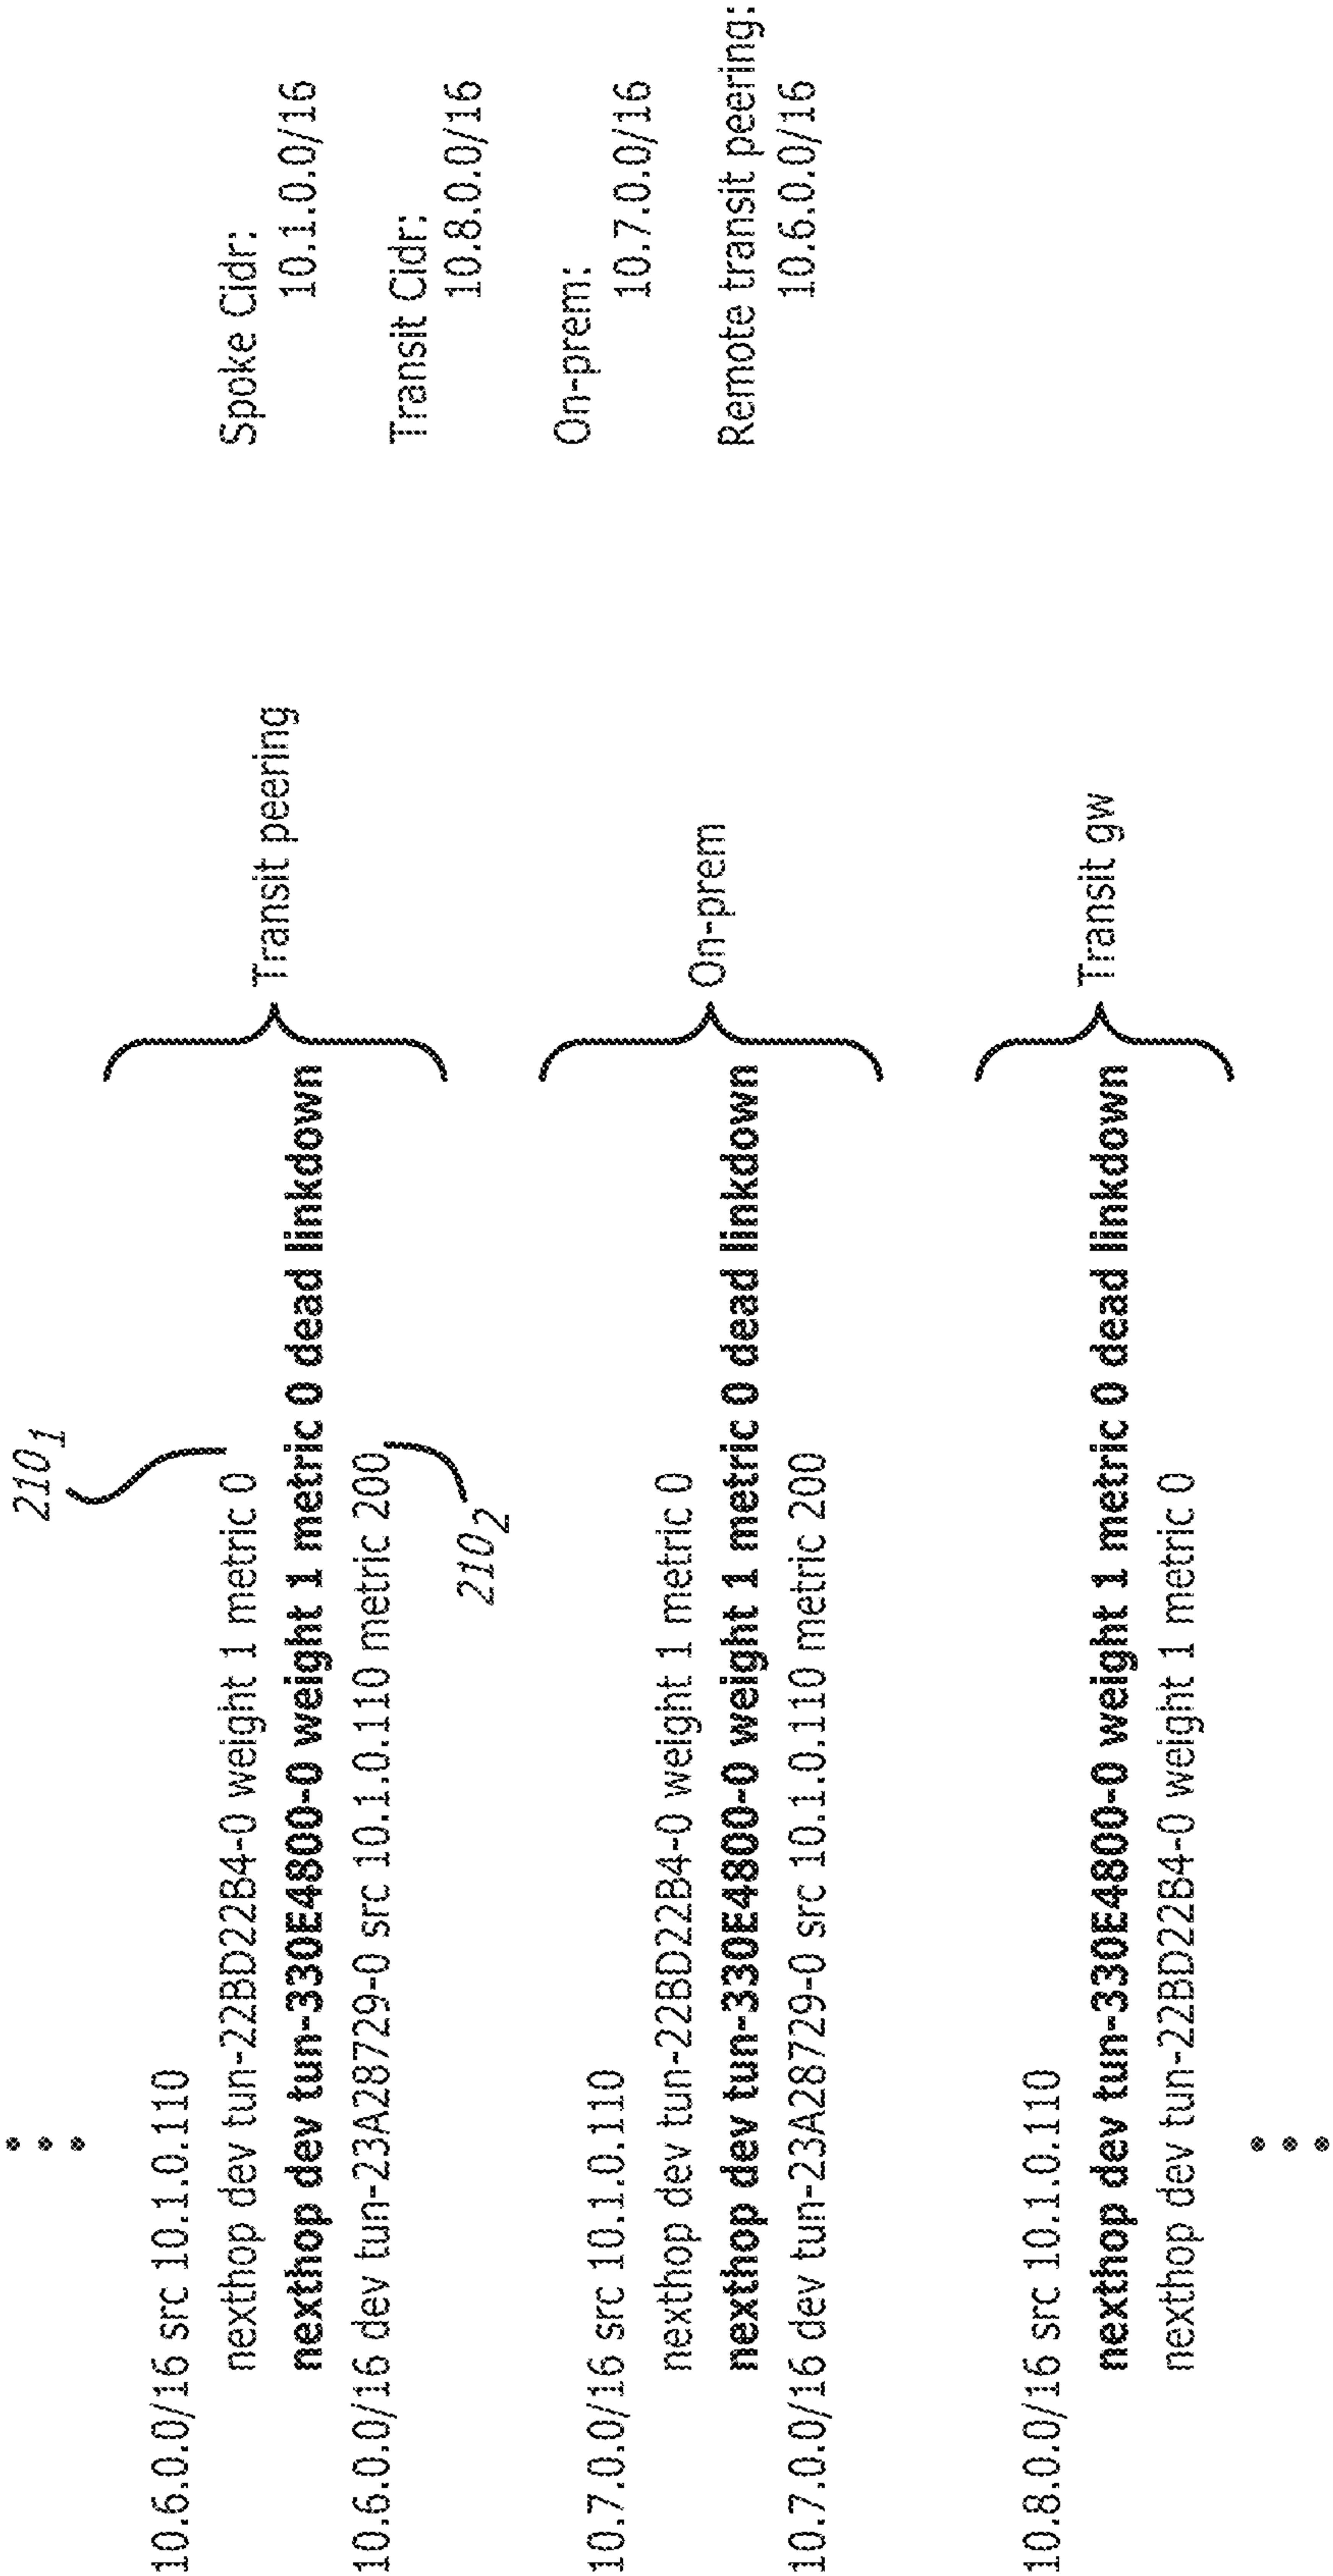 10.6.0.0/16 src 10.1.0.110
nexthop dev tun-22BD22B4-0 weight 1 metric 0
2101
nexthop dev tun-330E4800-0 weight 1 metric 0 dead linkdown
10.6.0.0/16 dev tun-23A28729-0 src 10.1.0.110 metric 200
2102
Transit peering
10.7.0.0/16 src 10.1.0.110
nexthop dev tun-22BD22B4-0 weight 1 metric 0
nexthop dev tun-330E4800-0 weight 1 metric 0 dead linkdown
10.7.0.0/16 dev tun-23A28729-0 src 10.1.0.110 metric 200
On-prem
10.8.0.0/16 src 10.1.0.110
nexthop dev tun-330E4800-0 weight 1 metric 0 dead linkdown
nexthop dev tun-22BD22B4-0 weight 1 metric 0
Transit gw
Spoke Cidr:
10.1.0.0/16
Transit Cidr:
10.8.0.0/16
On-prem:
10.7.0.0/16
Remote transit peering:
10.6.0.0/16